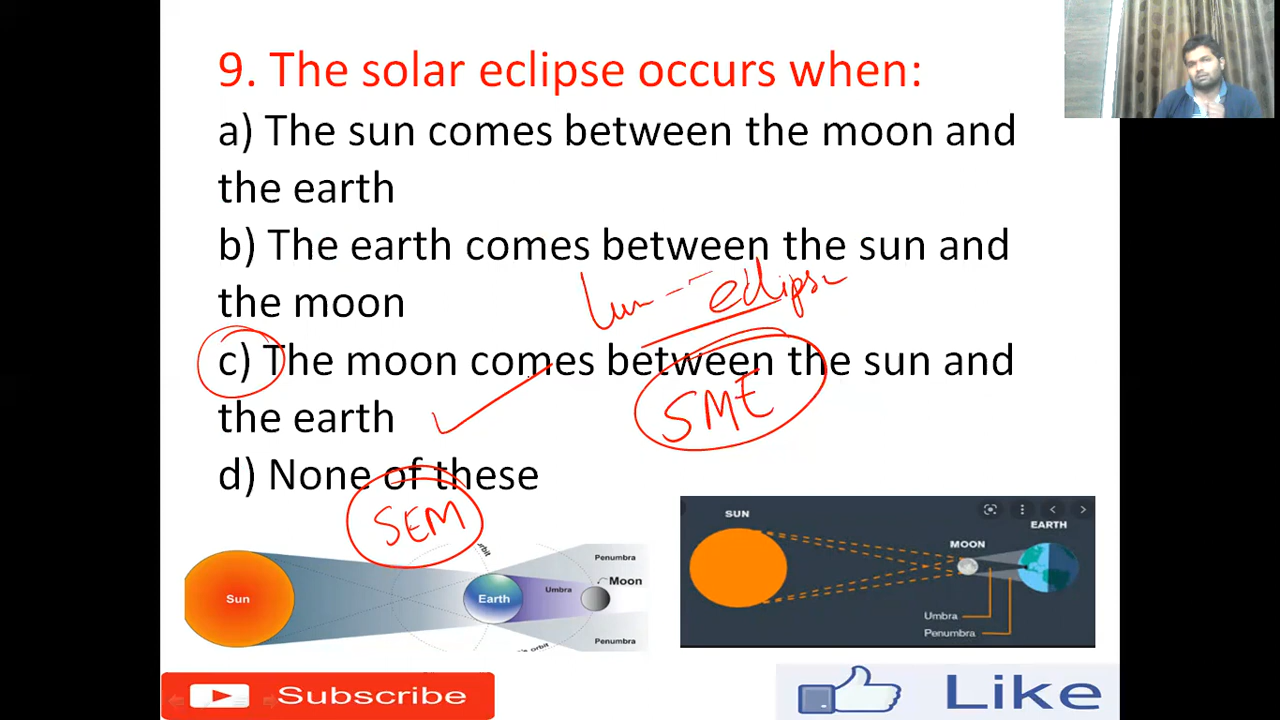 9. The solar eclipse occurs when:
a) The sun comes between the moon and
the earth
b) The earth comes between the sun and
the moon
eclipse
c) The moon comes between the sun and
SME
the earth
d) None of these
SEM
SUN
EARTH
MOON
Umbra
Penumbra
orbit
Penumbra
Moon
Sun
Earth
Umbra
Penumbra
orbit
Subscribe
Like